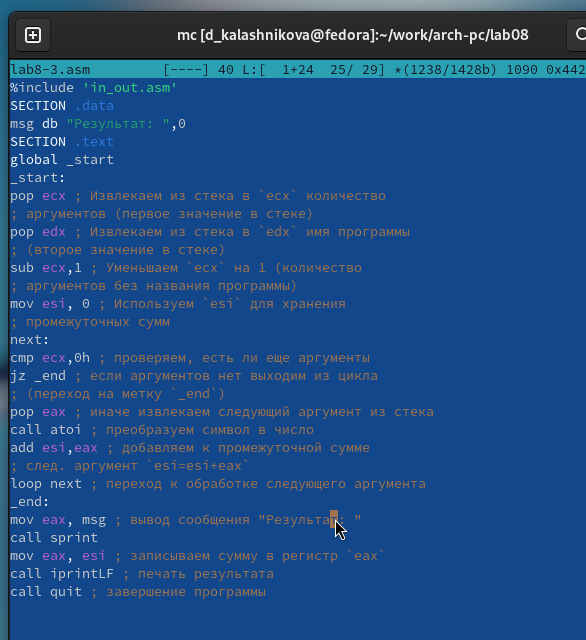 mc [d_kalashnikova@fedora]:~/work/arch-pc/lab08
lab8-3.asm [----] 40 L:[ 1+24 25/ 29] *(1238/1428b) 1090 0x442
%include 'in_out.asm'
SECTION .data
msg db "Результат: ",0
SECTION .text
global _start
_start:
pop ecx ; Извлекаем из стека в `ecx` количество
; аргументов (первое значение в стеке)
pop edx ; Извлекаем из стека в `edx` имя программы
; (второе значение в стеке)
sub ecx,1 ; Уменьшаем `ecx` на 1 (количество
; аргументов без названия программы)
mov esi, 0 ; Используем `esi` для хранения
; промежуточных сумм
next:
cmp ecx,0h ; проверяем, есть ли еще аргументы
jz _end ; если аргументов нет выходим из цикла
; (переход на метку `_end`)
pop eax ; иначе извлекаем следующий аргумент из стека
call atoi ; преобразуем символ в число
add esi,eax ; добавляем к промежуточной сумме
; след. аргумент `esi=esi+eax`
loop next ; переход к обработке следующего аргумента
_end:
mov eax, msg ; вывод сообщения "Результат: "
call sprint
mov eax, esi ; записываем сумму в регистр `eax`
call iprintLF ; печать результата
call quit ; завершение программы